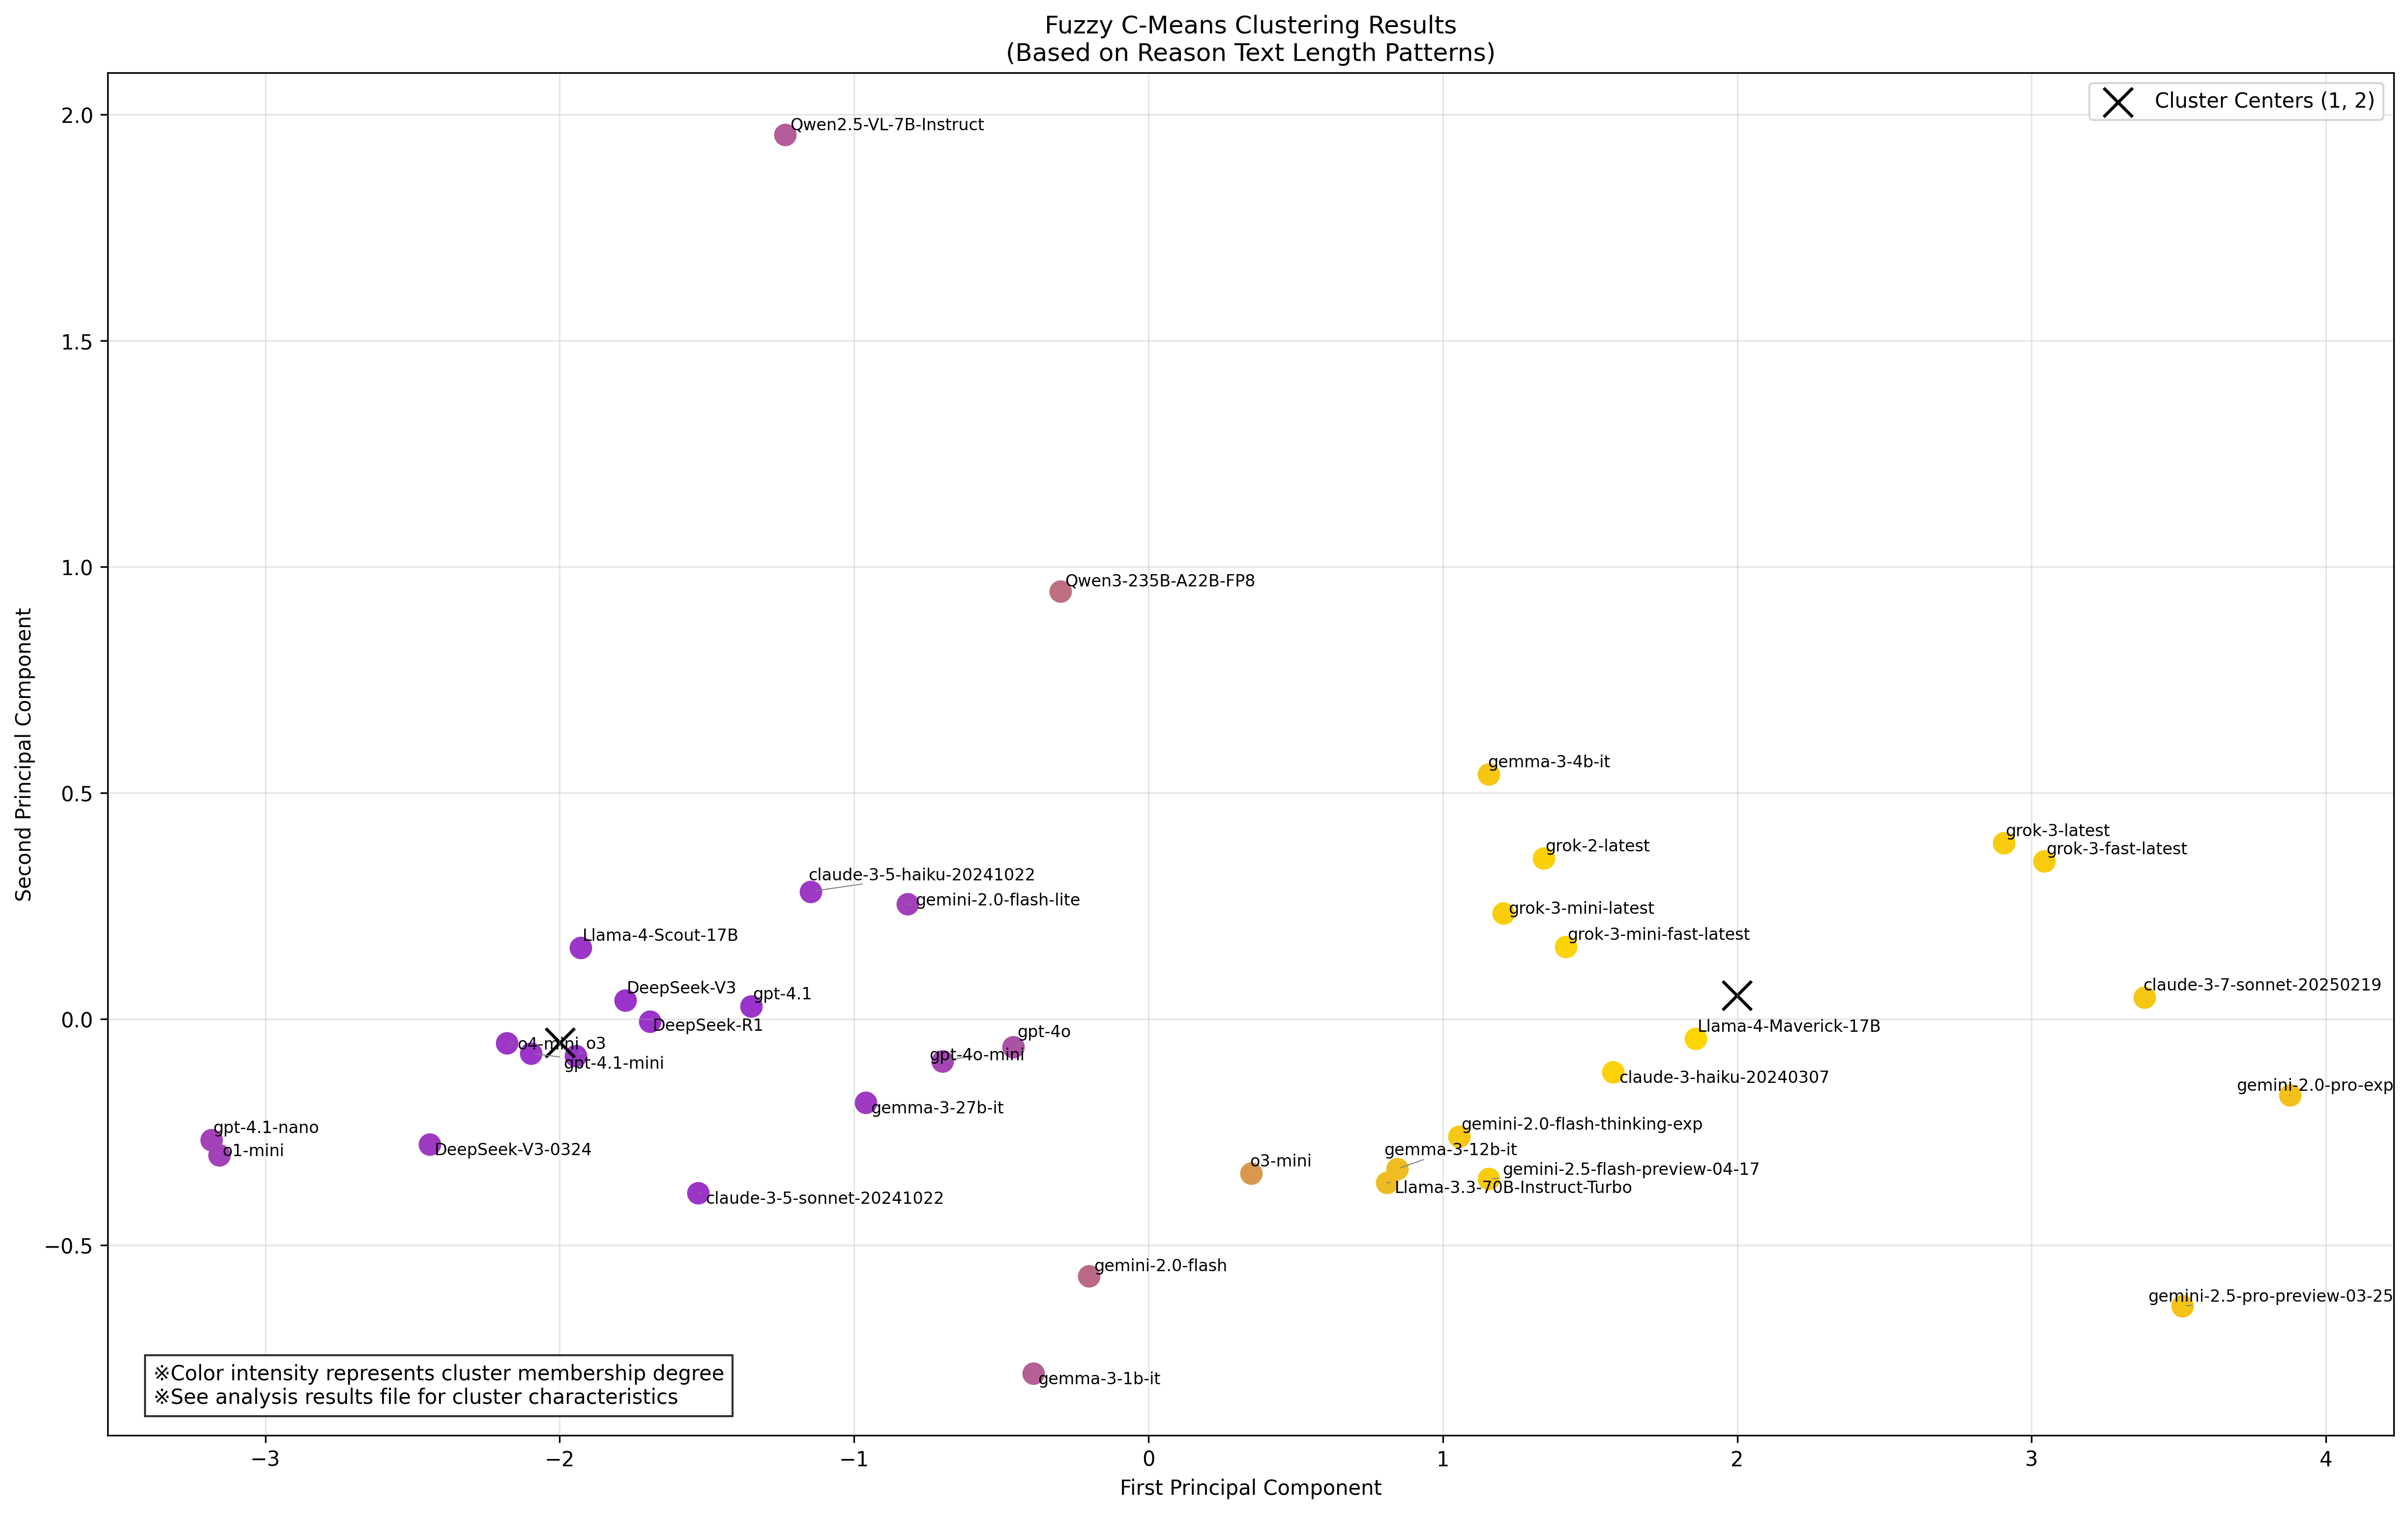 Fuzzy C-Means Clustering Results
(Based on Reason Text Length Patterns)
Cluster Centers (1, 2)
2.0
1.5
1.0
0.5
0.0
−0.5
Second Principal Component
Qwen2.5-VL-7B-Instruct
Qwen3-235B-A22B-FP8
gemma-3-4b-it
grok-3-latest
grok-2-latest
grok-3-fast-latest
claude-3-5-haiku-20241022
gemini-2.0-flash-lite
grok-3-mini-latest
Llama-4-Scout-17B
grok-3-mini-fast-latest
DeepSeek-V3
gpt-4.1
claude-3-7-sonnet-20250219
DeepSeek-R1
Llama-4-Maverick-17B
gpt-4o
o4-mini
o3
gpt-4o-mini
gpt-4.1-mini
claude-3-haiku-20240307
gemini-2.0-pro-exp
gemma-3-27b-it
gpt-4.1-nano
gemini-2.0-flash-thinking-exp
o1-mini
DeepSeek-V3-0324
gemma-3-12b-it
o3-mini
gemini-2.5-flash-preview-04-17
Llama-3.3-70B-Instruct-Turbo
claude-3-5-sonnet-20241022
gemini-2.0-flash
gemini-2.5-pro-preview-03-25
gemma-3-1b-it
※Color intensity represents cluster membership degree
※See analysis results file for cluster characteristics
−3
−2
−1
0
1
2
3
4
First Principal Component